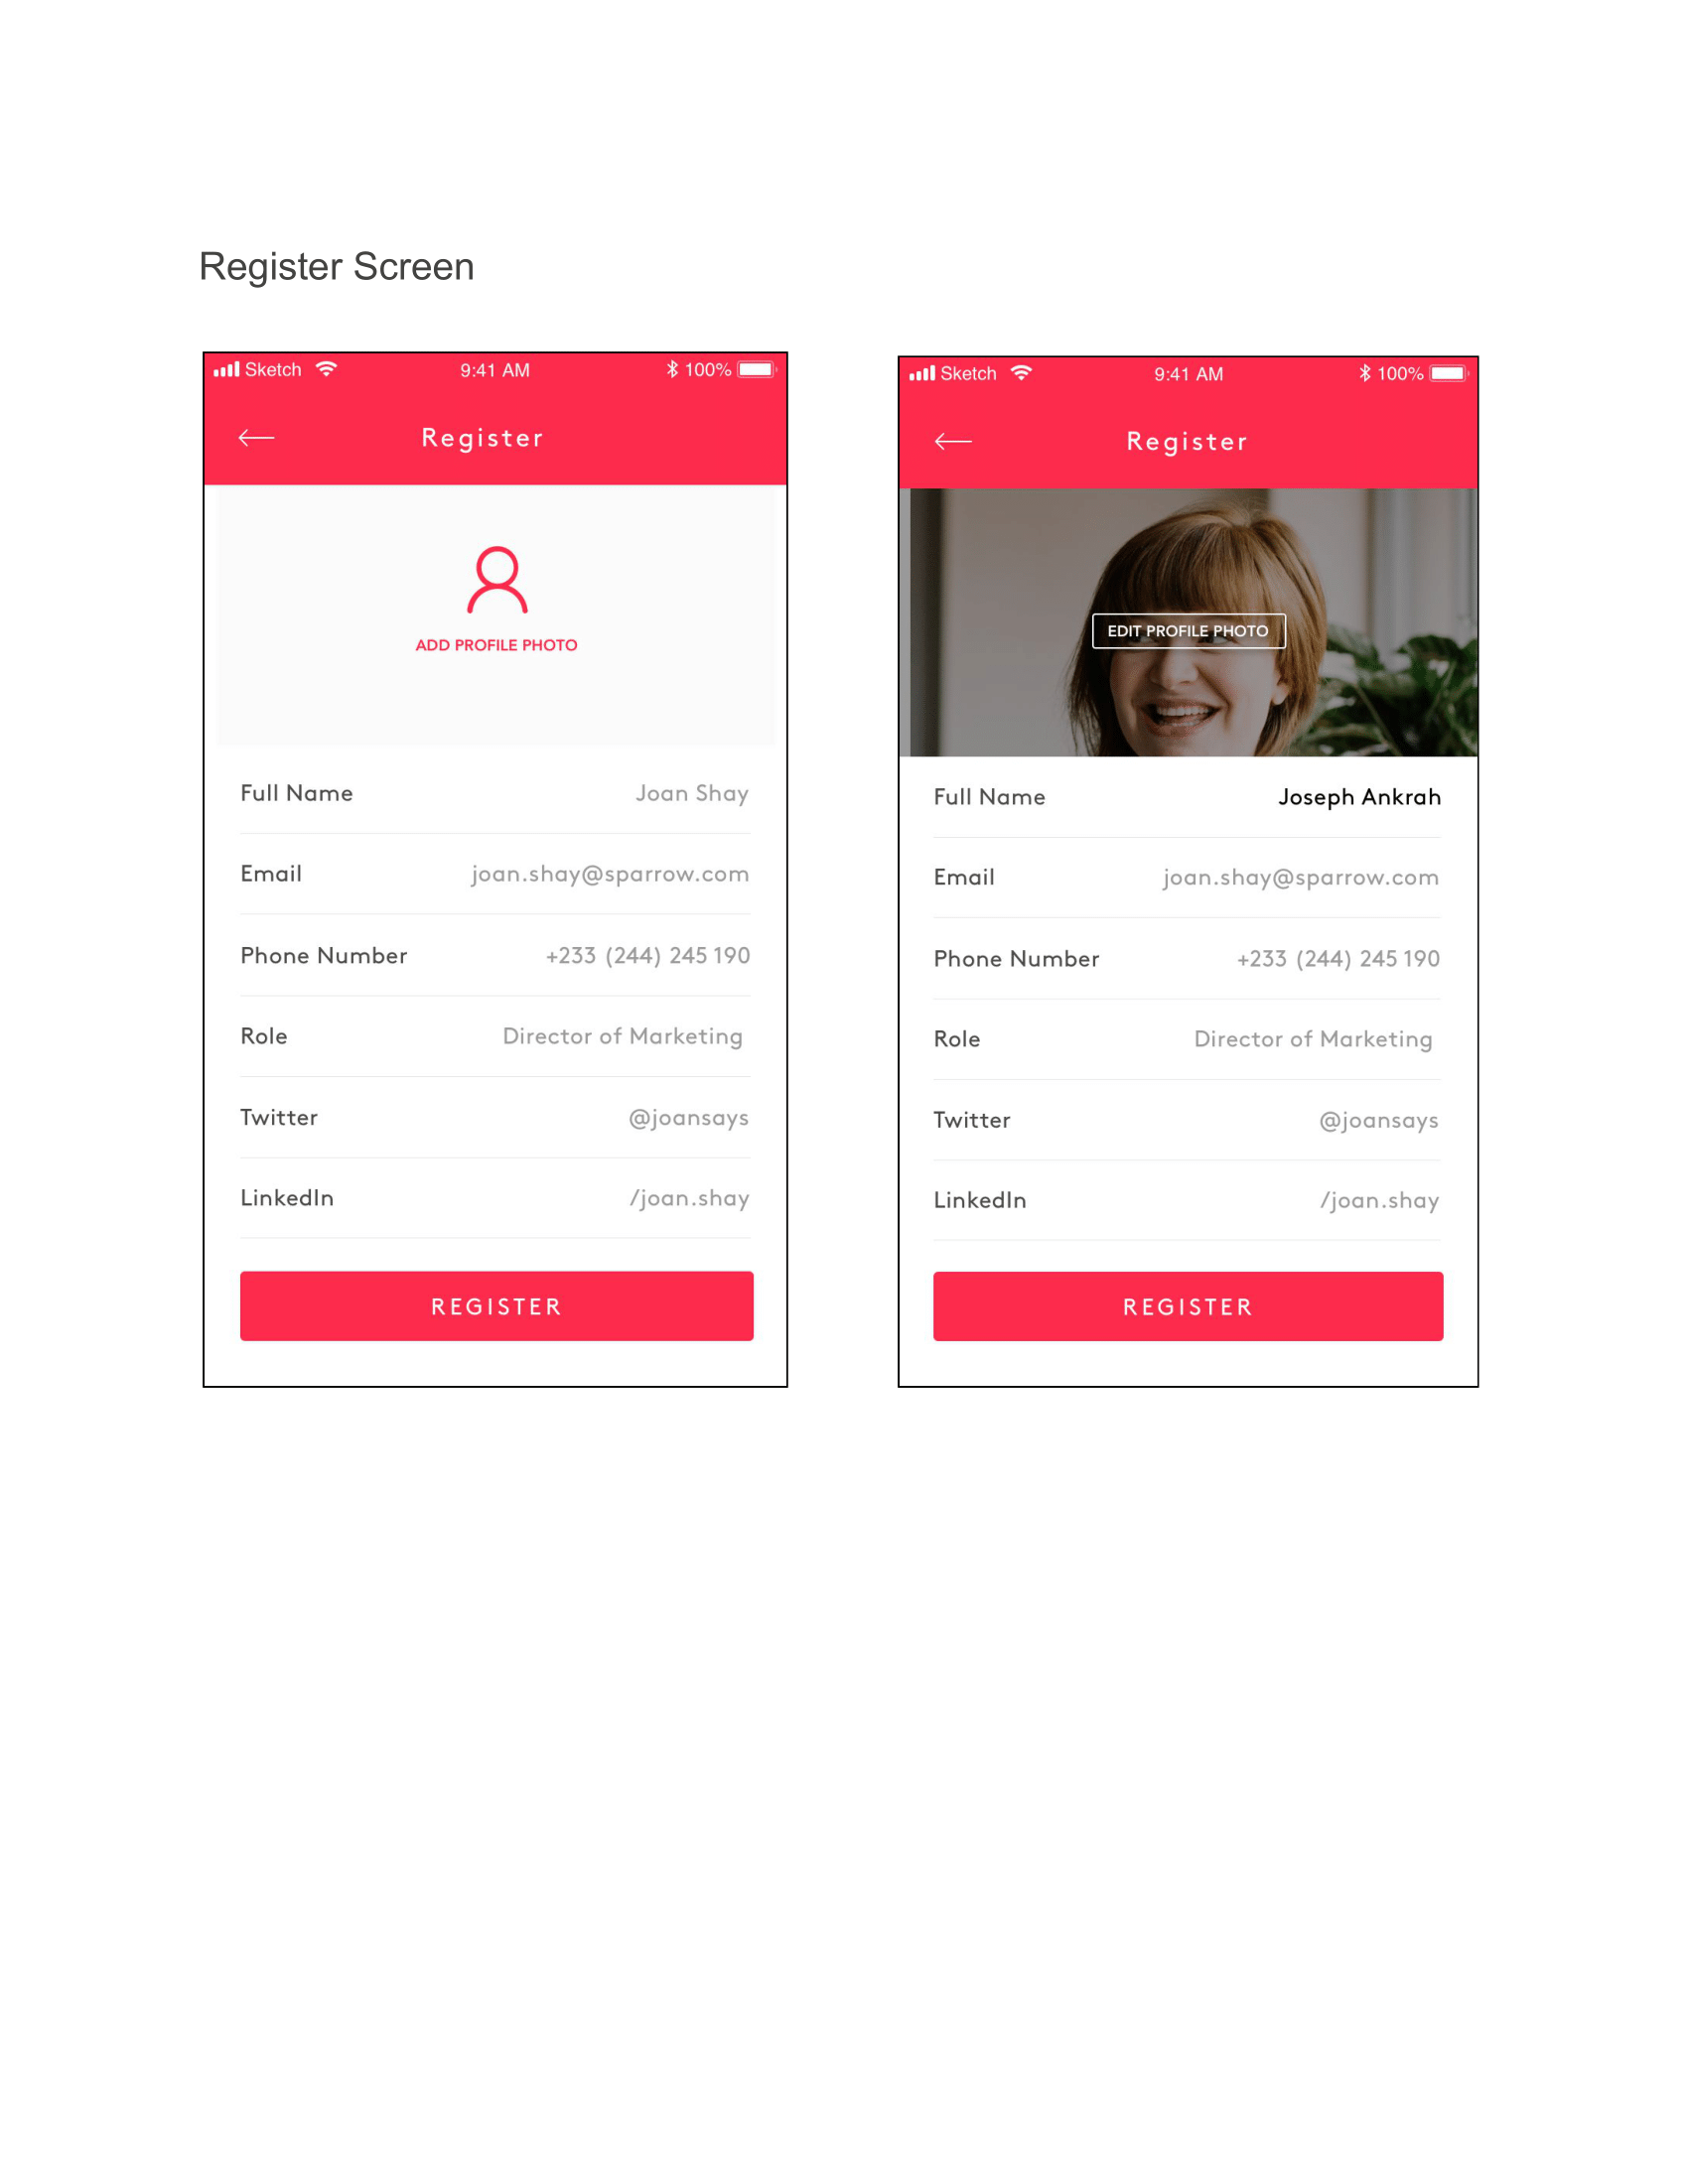 Register Screen
Sketch 9:41 AM 100%
Register
ADD PROFILE PHOTO
Full Name Joan Shay
Email joan.shay@sparrow.com
Phone Number +233 (244) 245 190
Role Director of Marketing
Twitter @joansays
LinkedIn /joan.shay
REGISTER
Sketch 9:41 AM 100%
Register
EDIT PROFILE PHOTO
Full Name Joseph Ankrah
Email joan.shay@sparrow.com
Phone Number +233 (244) 245 190
Role Director of Marketing
Twitter @joansays
LinkedIn /joan.shay
REGISTER